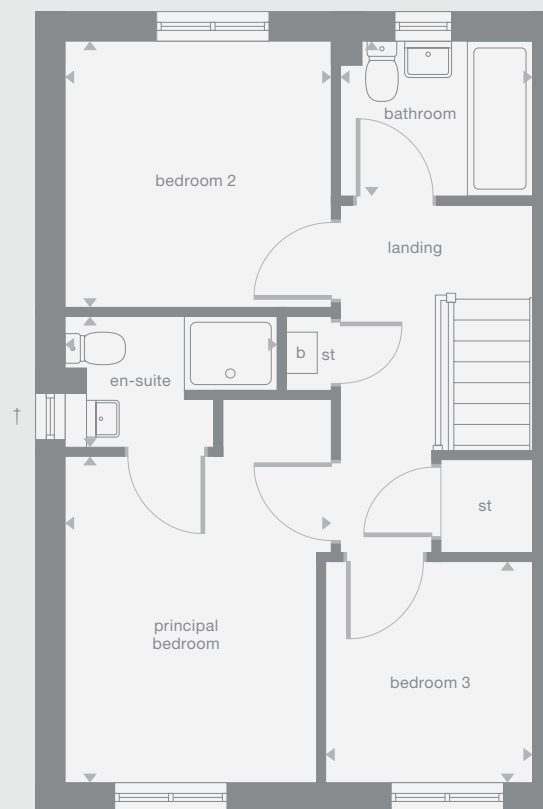 bathroom
bedroom 2
landing
b
st
en-suite
†
st
principal
bedroom
bedroom 3